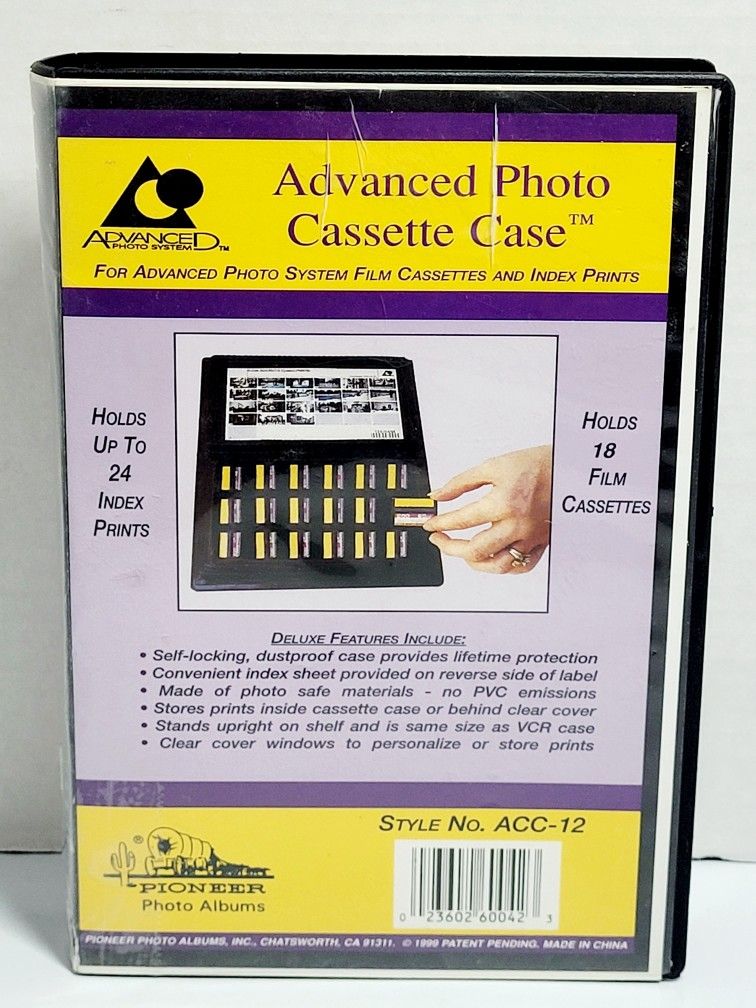 ADVANCED
PHOTO SYSTEM™
Advanced Photo
Cassette Case™
FOR ADVANCED PHOTO SYSTEM FILM CASSETTES AND INDEX PRINTS
HOLDS
UP TO
24
INDEX
PRINTS
HOLDS
18
FILM
CASSETTES
DELUXE FEATURES INCLUDE:
• Self-locking, dustproof case provides lifetime protection
• Convenient index sheet provided on reverse side of label
• Made of photo safe materials - no PVC emissions
• Stores prints inside cassette case or behind clear cover
• Stands upright on shelf and is same size as VCR case
• Clear cover windows to personalize or store prints
STYLE NO. ACC-12
®
PIONEER
Photo Albums
0 23602 60042 3
PIONEER PHOTO ALBUMS, INC., CHATSWORTH, CA 91311. © 1999 PATENT PENDING. MADE IN CHINA